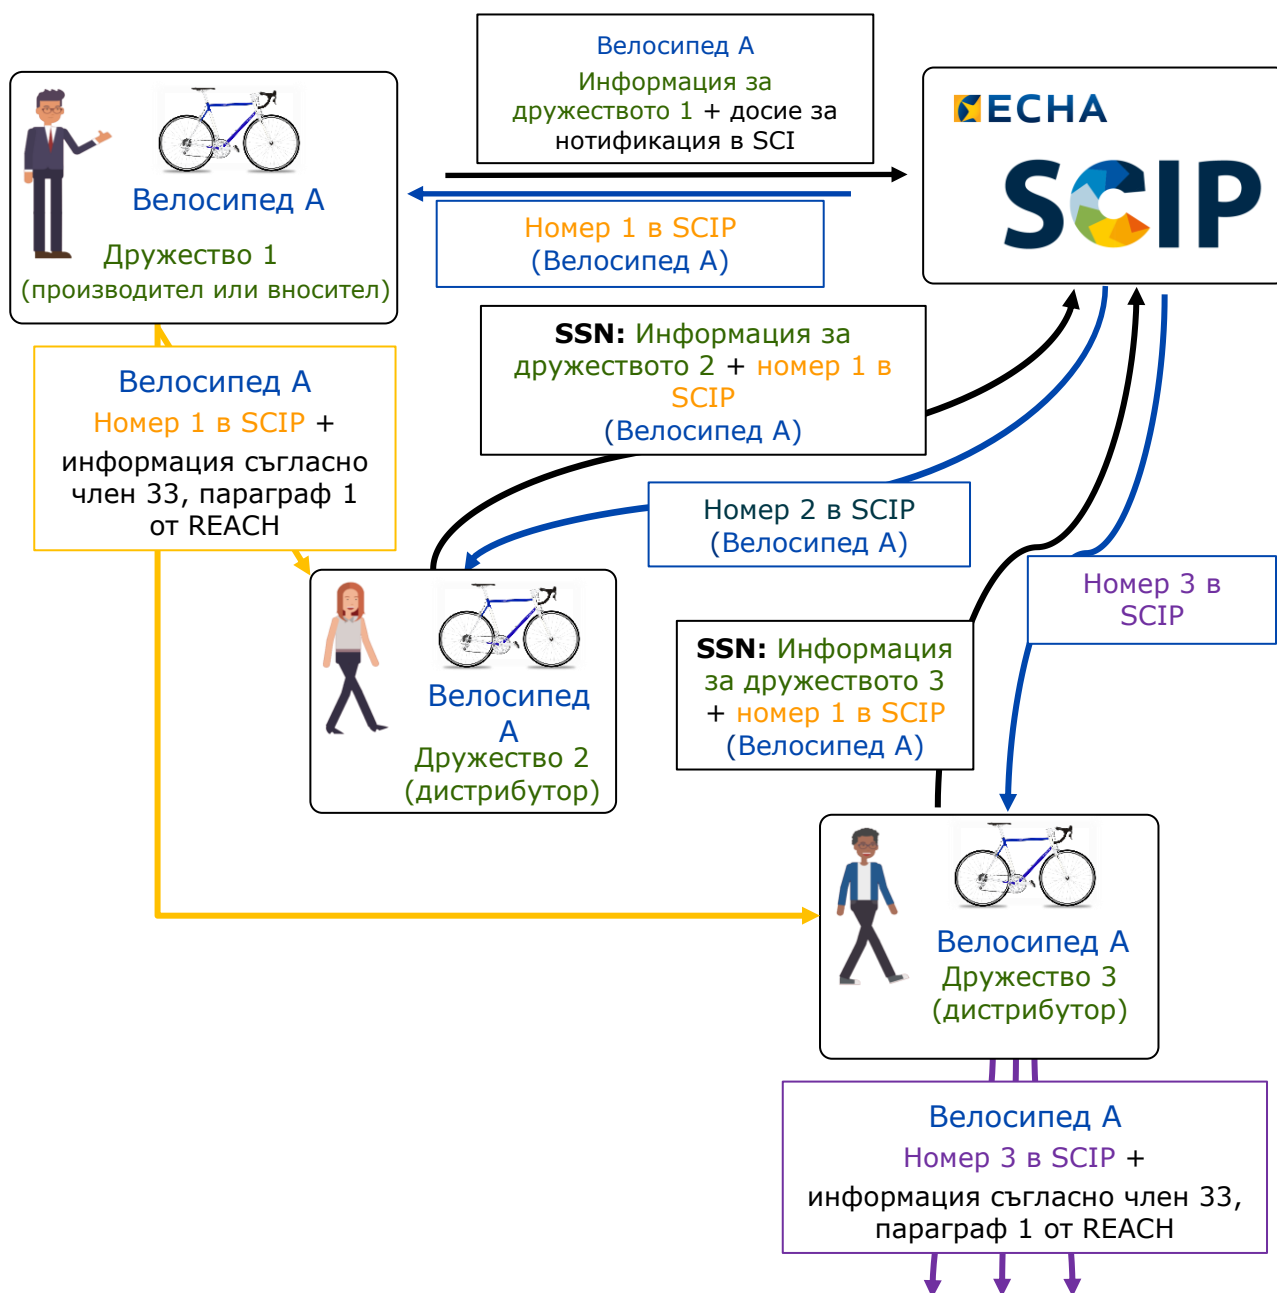 Велосипед А
Информация за
дружеството 1 + досие за
нотификация в SCI
ECHA
SCIP
Велосипед А
Дружество 1
(производител или вносител)
Номер 1 в SCIP
(Велосипед А)
SSN: Информация за
дружеството 2 + номер 1 в
SCIP
(Велосипед А)
Велосипед А
Номер 1 в SCIP +
информация съгласно
член 33, параграф 1
от REACH
Номер 2 в SCIP
(Велосипед А)
Номер 3 в
SCIP
Велосипед
А
Дружество 2
(дистрибутор)
SSN: Информация
за дружеството 3
+ номер 1 в SCIP
(Велосипед А)
Велосипед А
Дружество 3
(дистрибутор)
Велосипед А
Номер 3 в SCIP +
информация съгласно член 33,
параграф 1 от REACH